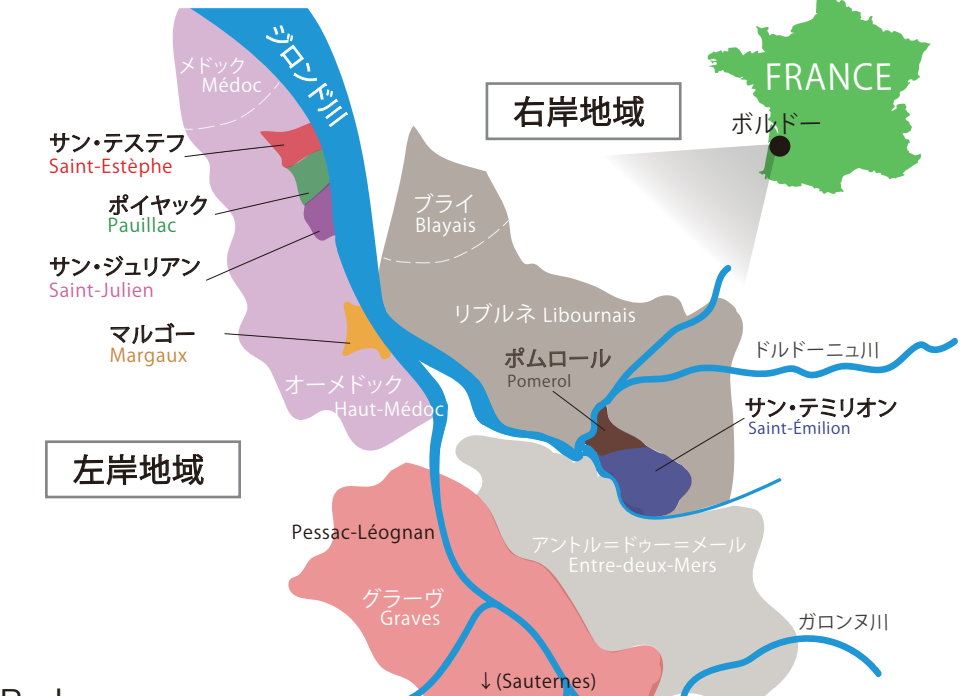 メドック
Médoc
ジロンド川
FRANCE
ボルドー
右岸地域
サン・テステフ
Saint-Estèphe
ポイヤック
Pauillac
サン・ジュリアン
Saint-Julien
マルゴー
Margaux
オーメドック
Haut-Médoc
ブライ
Blayais
リブルネ Libournais
ポムロール
Pomerol
ドルドーニュ川
サン・テミリオン
Saint-Émilion
左岸地域
Pessac-Léognan
アントル=ドゥー=メール
Entre-deux-Mers
グラーヴ
Graves
ガロンヌ川
↓(Sauternes)